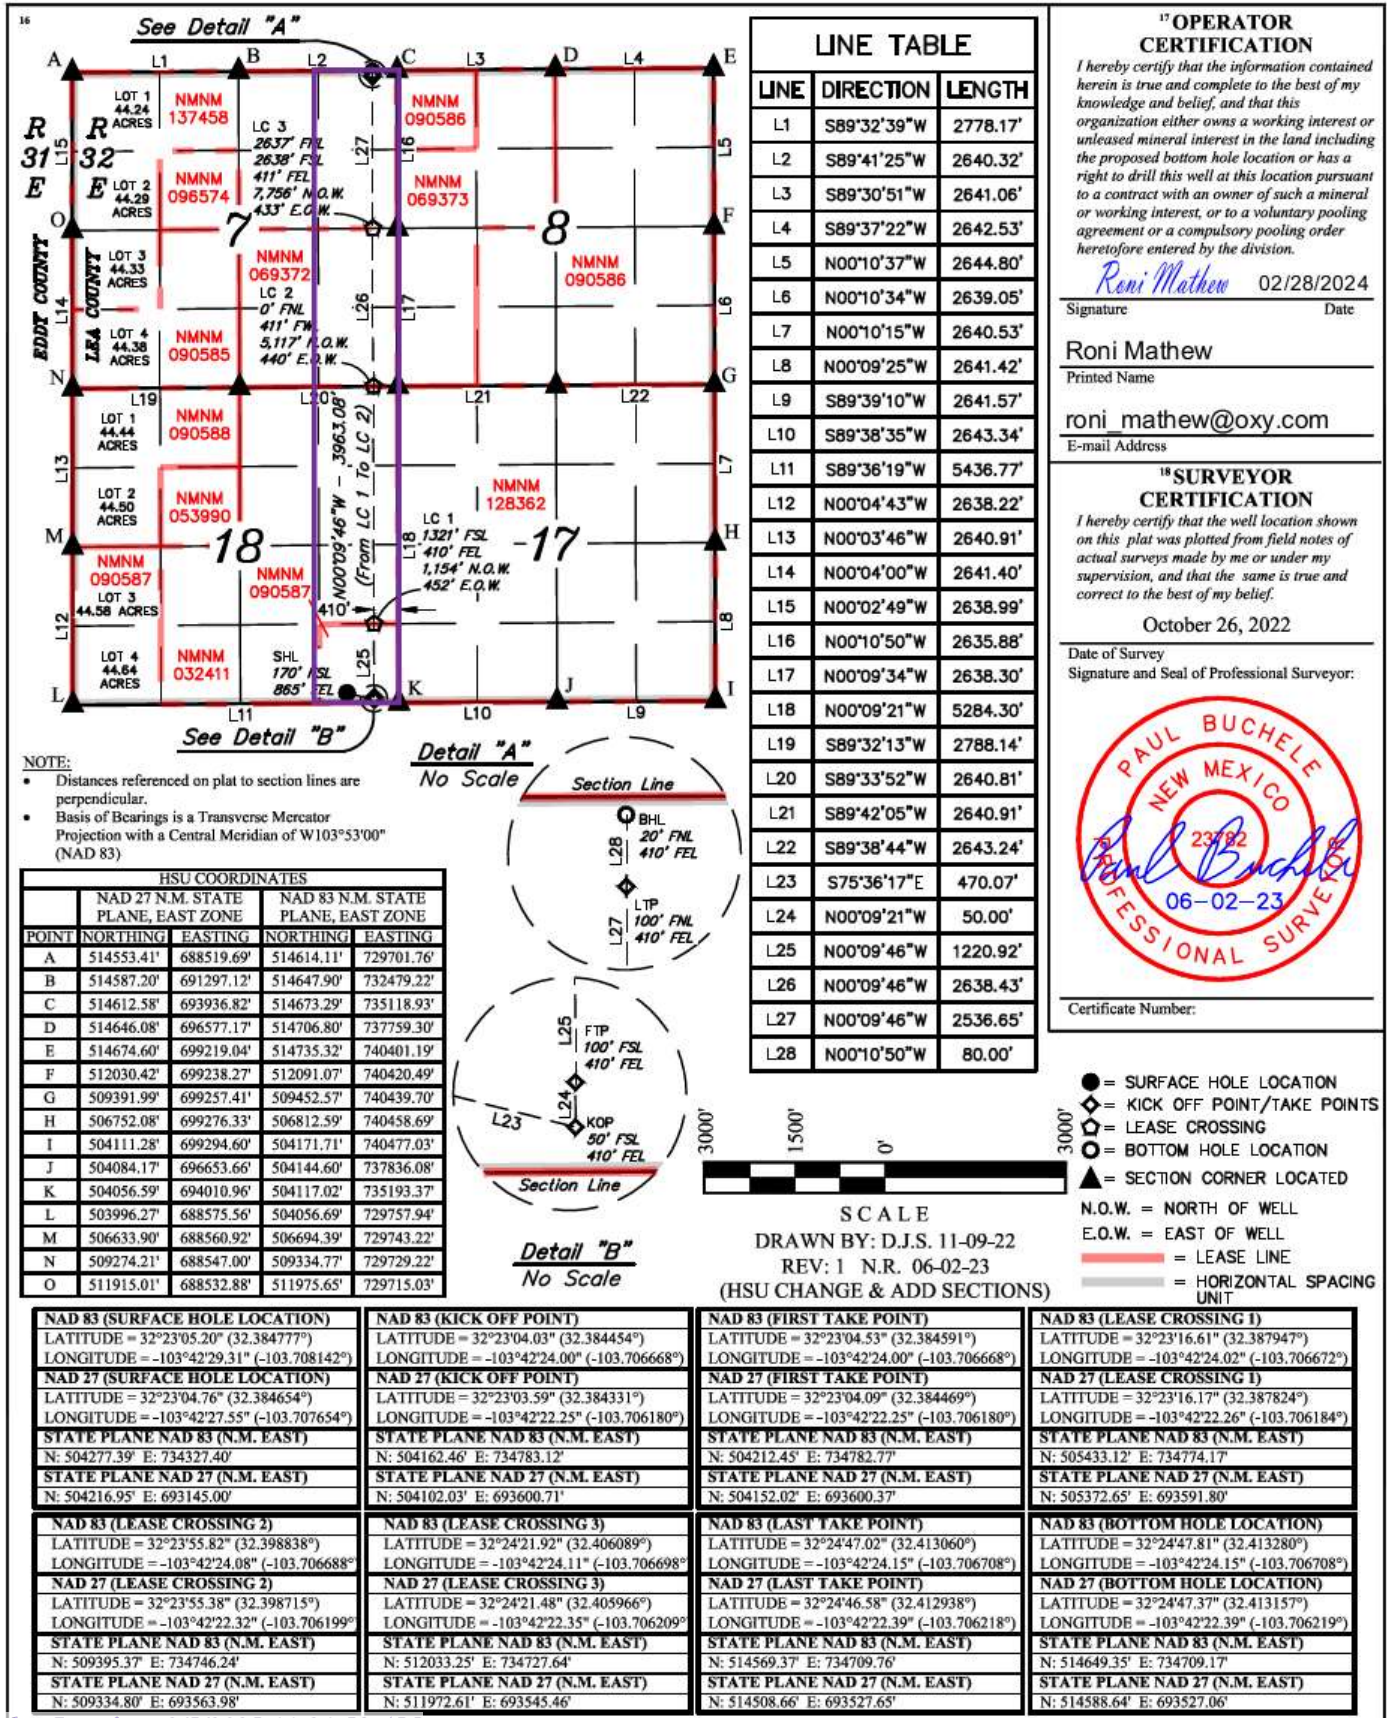 16
See Detail "A"
A
L1
B
L2
C
L3
D
L4
E
LOT 1
44.24
ACRES
NMNM
137458
NMNM
090586
R
31
E
L15
R
32
E
LC 3
2637' FNL
2638' FSL
411' FEL
7,756' N.O.W.
433' E.O.W.
L27
L16
L5
LOT 2
44.29
ACRES
NMNM
096574
NMNM
069373
O
7
8
F
EDDY COUNTY
LEA COUNTY
L14
LOT 3
44.33
ACRES
NMNM
069372
NMNM
090586
LC 2
0' FNL
411' FW
5,117' N.O.W.
440' E.O.W.
L26
L17
L6
LOT 4
44.38
ACRES
NMNM
090585
N
L19
L20
L21
L22
G
LOT 1
44.44
ACRES
NMNM
090588
N00°09'46"W - 3963.08'
(From LC 1 To LC 2)
L13
L7
LOT 2
44.50
ACRES
NMNM
053990
NMNM
128362
M
18
17
H
LC 1
1321' FSL
410' FEL
1,154' N.O.W.
452' E.O.W.
L18
NMNM
090587
LOT 3
44.58 ACRES
NMNM
090587
410'
L12
L8
LOT 4
44.64
ACRES
NMNM
032411
SHL
170' FSL
865' FEL
L25
L
L11
K
L10
J
L9
I
See Detail "B"
NOTE:
• Distances referenced on plat to section lines are
perpendicular.
• Basis of Bearings is a Transverse Mercator
Projection with a Central Meridian of W103°53'00"
(NAD 83)
Detail "A"
No Scale
Section Line
BHL
20' FNL
410' FEL
L28
LTP
100' FNL
410' FEL
L27
L25
FTP
100' FSL
410' FEL
L24
L23
KOP
50' FSL
410' FEL
Section Line
Detail "B"
No Scale
HSU COORDINATES
NAD 27 N.M. STATE PLANE, EAST ZONE NAD 83 N.M. STATE PLANE, EAST ZONE
POINT NORTHING EASTING NORTHING EASTING
A 514553.41' 688519.69' 514614.11' 729701.76'
B 514587.20' 691297.12' 514647.90' 732479.22'
C 514612.58' 693936.82' 514673.29' 735118.93'
D 514646.08' 696577.17' 514706.80' 737759.30'
E 514674.60' 699219.04' 514735.32' 740401.19'
F 512030.42' 699238.27' 512091.07' 740420.49'
G 509391.99' 699257.41' 509452.57' 740439.70'
H 506752.08' 699276.33' 506812.59' 740458.69'
I 504111.28' 699294.60' 504171.71' 740477.03'
J 504084.17' 696653.66' 504144.60' 737836.08'
K 504056.59' 694010.96' 504117.02' 735193.37'
L 503996.27' 688575.56' 504056.69' 729757.94'
M 506633.90' 688560.92' 506694.39' 729743.22'
N 509274.21' 688547.00' 509334.77' 729729.22'
O 511915.01' 688532.88' 511975.65' 729715.03'
LINE TABLE
LINE DIRECTION LENGTH
L1 S89°32'39"W 2778.17'
L2 S89°41'25"W 2640.32'
L3 S89°30'51"W 2641.06'
L4 S89°37'22"W 2642.53'
L5 N00°10'37"W 2644.80'
L6 N00°10'34"W 2639.05'
L7 N00°10'15"W 2640.53'
L8 N00°09'25"W 2641.42'
L9 S89°39'10"W 2641.57'
L10 S89°38'35"W 2643.34'
L11 S89°36'19"W 5436.77'
L12 N00°04'43"W 2638.22'
L13 N00°03'46"W 2640.91'
L14 N00°04'00"W 2641.40'
L15 N00°02'49"W 2638.99'
L16 N00°10'50"W 2635.88'
L17 N00°09'34"W 2638.30'
L18 N00°09'21"W 5284.30'
L19 S89°32'13"W 2788.14'
L20 S89°33'52"W 2640.81'
L21 S89°42'05"W 2640.91'
L22 S89°38'44"W 2643.24'
L23 S75°36'17"E 470.07'
L24 N00°09'21"W 50.00'
L25 N00°09'46"W 1220.92'
L26 N00°09'46"W 2638.43'
L27 N00°09'46"W 2536.65'
L28 N00°10'50"W 80.00'
17 OPERATOR
CERTIFICATION
I hereby certify that the information contained
herein is true and complete to the best of my
knowledge and belief, and that this
organization either owns a working interest or
unleased mineral interest in the land including
the proposed bottom hole location or has a
right to drill this well at this location pursuant
to a contract with an owner of such a mineral
or working interest, or to a voluntary pooling
agreement or a compulsory pooling order
heretofore entered by the division.
Roni Mathew 02/28/2024
Signature Date
Roni Mathew
Printed Name
roni_mathew@oxy.com
E-mail Address
18 SURVEYOR
CERTIFICATION
I hereby certify that the well location shown
on this plat was plotted from field notes of
actual surveys made by me or under my
supervision, and that the same is true and
correct to the best of my belief.
October 26, 2022
Date of Survey
Signature and Seal of Professional Surveyor:
PAUL BUCHELE
NEW MEXICO
23782
Paul Buchele
06-02-23
PROFESSIONAL SURVEYOR
Certificate Number:
3000' 1500' 0' 3000'
SCALE
DRAWN BY: D.J.S. 11-09-22
REV: 1 N.R. 06-02-23
(HSU CHANGE & ADD SECTIONS)
= SURFACE HOLE LOCATION
= KICK OFF POINT/TAKE POINTS
= LEASE CROSSING
= BOTTOM HOLE LOCATION
= SECTION CORNER LOCATED
N.O.W. = NORTH OF WELL
E.O.W. = EAST OF WELL
= LEASE LINE
= HORIZONTAL SPACING
UNIT
NAD 83 (SURFACE HOLE LOCATION)
LATITUDE = 32°23'05.20" (32.384777°)
LONGITUDE = -103°42'29.31" (-103.708142°)
NAD 27 (SURFACE HOLE LOCATION)
LATITUDE = 32°23'04.76" (32.384654°)
LONGITUDE = -103°42'27.55" (-103.707654°)
STATE PLANE NAD 83 (N.M. EAST)
N: 504277.39' E: 734327.40'
STATE PLANE NAD 27 (N.M. EAST)
N: 504216.95' E: 693145.00'
NAD 83 (KICK OFF POINT)
LATITUDE = 32°23'04.03" (32.384454°)
LONGITUDE = -103°42'24.00" (-103.706668°)
NAD 27 (KICK OFF POINT)
LATITUDE = 32°23'03.59" (32.384331°)
LONGITUDE = -103°42'22.25" (-103.706180°)
STATE PLANE NAD 83 (N.M. EAST)
N: 504162.46' E: 734783.12'
STATE PLANE NAD 27 (N.M. EAST)
N: 504102.03' E: 693600.71'
NAD 83 (FIRST TAKE POINT)
LATITUDE = 32°23'04.53" (32.384591°)
LONGITUDE = -103°42'24.00" (-103.706668°)
NAD 27 (FIRST TAKE POINT)
LATITUDE = 32°23'04.09" (32.384469°)
LONGITUDE = -103°42'22.25" (-103.706180°)
STATE PLANE NAD 83 (N.M. EAST)
N: 504212.45' E: 734782.77'
STATE PLANE NAD 27 (N.M. EAST)
N: 504152.02' E: 693600.37'
NAD 83 (LEASE CROSSING 1)
LATITUDE = 32°23'16.61" (32.387947°)
LONGITUDE = -103°42'24.02" (-103.706672°)
NAD 27 (LEASE CROSSING 1)
LATITUDE = 32°23'16.17" (32.387824°)
LONGITUDE = -103°42'22.26" (-103.706184°)
STATE PLANE NAD 83 (N.M. EAST)
N: 505433.12' E: 734774.17'
STATE PLANE NAD 27 (N.M. EAST)
N: 505372.65' E: 693591.80'
NAD 83 (LEASE CROSSING 2)
LATITUDE = 32°23'55.82" (32.398838°)
LONGITUDE = -103°42'24.08" (-103.706688°
NAD 27 (LEASE CROSSING 2)
LATITUDE = 32°23'55.38" (32.398715°)
LONGITUDE = -103°42'22.32" (-103.706199°
STATE PLANE NAD 83 (N.M. EAST)
N: 509395.37' E: 734746.24'
STATE PLANE NAD 27 (N.M. EAST)
N: 509334.80' E: 693563.98'
NAD 83 (LEASE CROSSING 3)
LATITUDE = 32°24'21.92" (32.406089°)
LONGITUDE = -103°42'24.11" (-103.706698°
NAD 27 (LEASE CROSSING 3)
LATITUDE = 32°24'21.48" (32.405966°)
LONGITUDE = -103°42'22.35" (-103.706209°
STATE PLANE NAD 83 (N.M. EAST)
N: 512033.25' E: 734727.64'
STATE PLANE NAD 27 (N.M. EAST)
N: 511972.61' E: 693545.46'
NAD 83 (LAST TAKE POINT)
LATITUDE = 32°24'47.02" (32.413060°)
LONGITUDE = -103°42'24.15" (-103.706708°)
NAD 27 (LAST TAKE POINT)
LATITUDE = 32°24'46.58" (32.412938°)
LONGITUDE = -103°42'22.39" (-103.706218°)
STATE PLANE NAD 83 (N.M. EAST)
N: 514569.37' E: 734709.76'
STATE PLANE NAD 27 (N.M. EAST)
N: 514508.66' E: 693527.65'
NAD 83 (BOTTOM HOLE LOCATION)
LATITUDE = 32°24'47.81" (32.413280°)
LONGITUDE = -103°42'24.15" (-103.706708°)
NAD 27 (BOTTOM HOLE LOCATION)
LATITUDE = 32°24'47.37" (32.413157°)
LONGITUDE = -103°42'22.39" (-103.706219°)
STATE PLANE NAD 83 (N.M. EAST)
N: 514649.35' E: 734709.17'
STATE PLANE NAD 27 (N.M. EAST)
N: 514588.64' E: 693527.06'